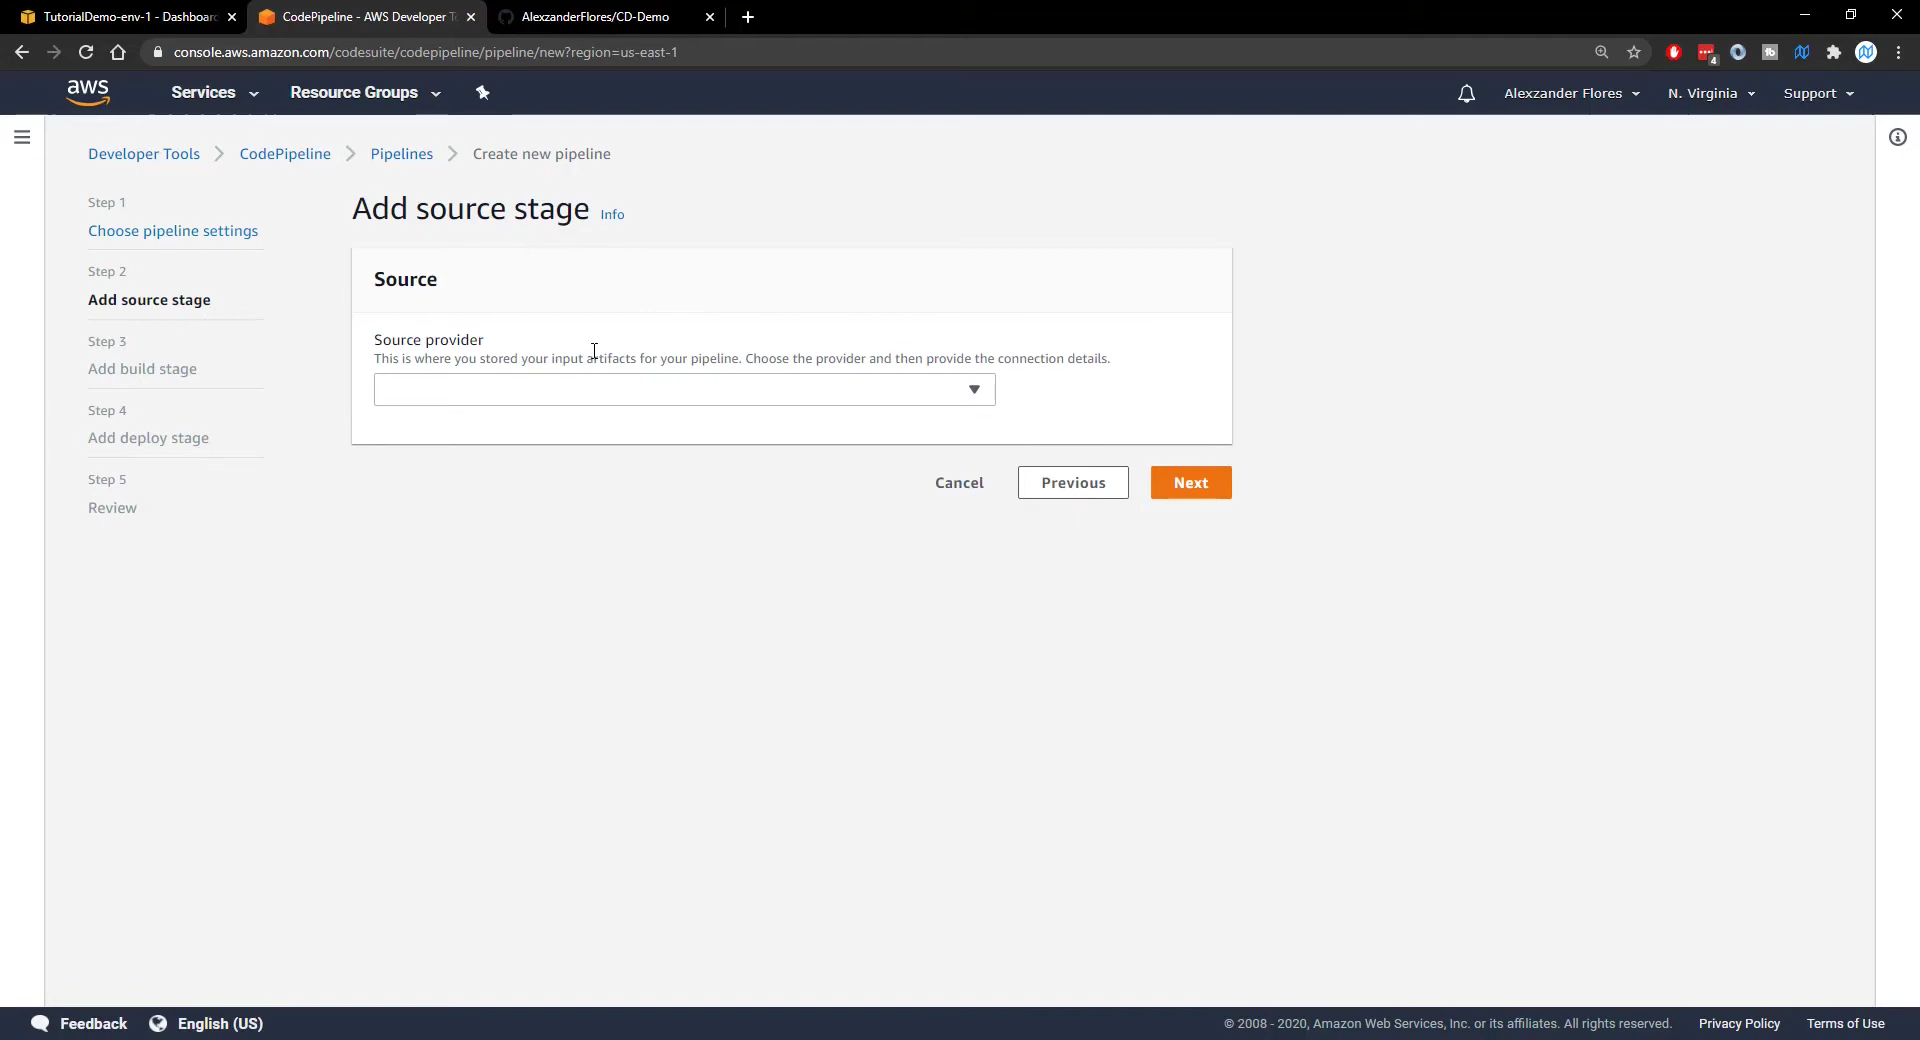 TutorialDemo-env-1 - Dashboar
CodePipeline - AWS Developer T
AlexzanderFlores/CD-Demo
console.aws.amazon.com/codesuite/codepipeline/pipeline/new?region=us-east-1
4
aws
Services
Resource Groups
Alexzander Flores
N. Virginia
Support
Developer Tools
CodePipeline
Pipelines
Create new pipeline
Step 1
Choose pipeline settings
Step 2
Add source stage
Step 3
Add build stage
Step 4
Add deploy stage
Step 5
Review
Add source stage Info
Source
Source provider
This is where you stored your input artifacts for your pipeline. Choose the provider and then provide the connection details.
Cancel
Previous
Next
Feedback
English (US)
© 2008 - 2020, Amazon Web Services, Inc. or its affiliates. All rights reserved.
Privacy Policy
Terms of Use